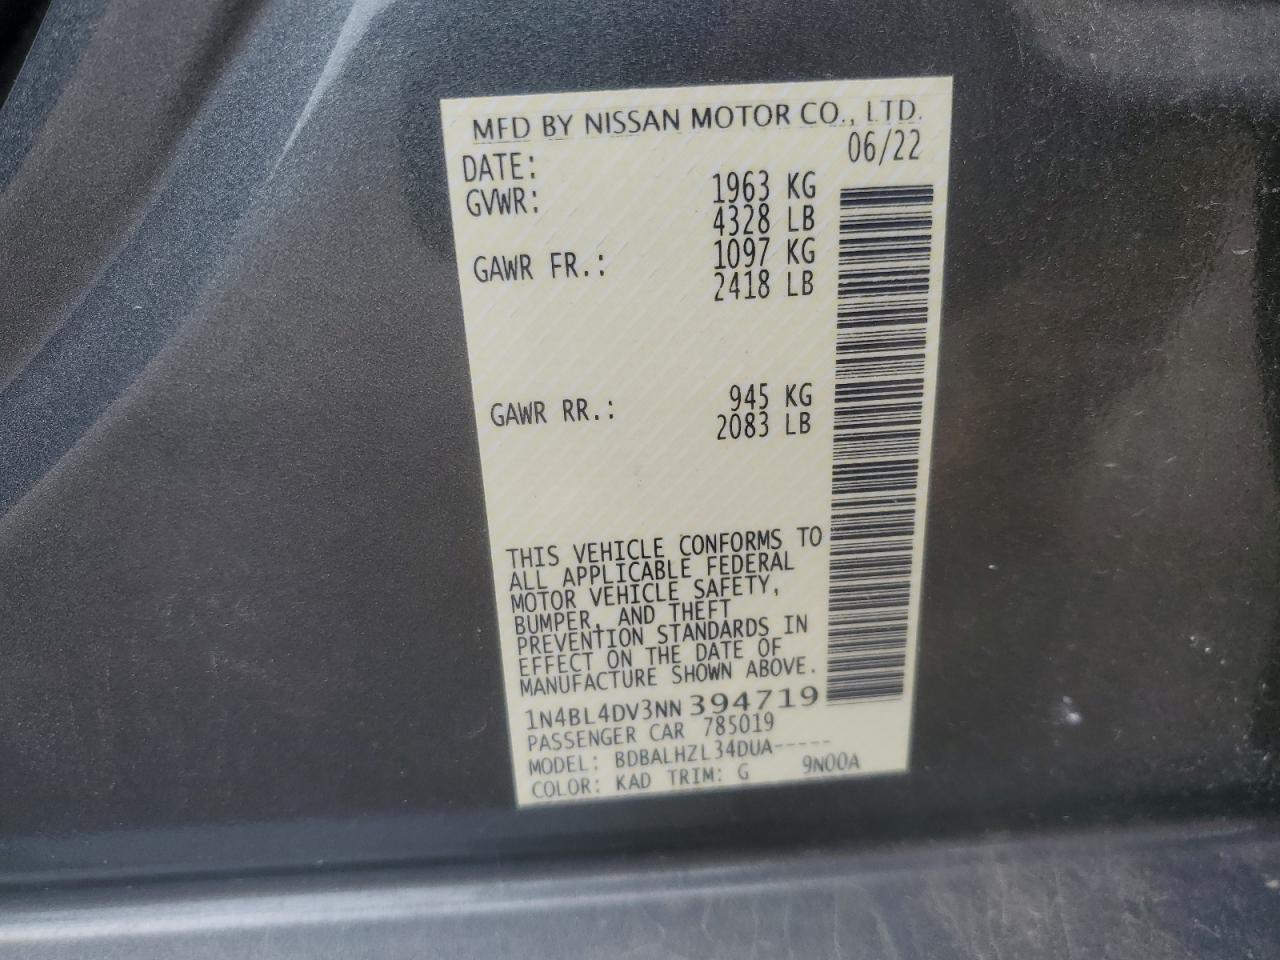 MFD BY NISSAN MOTOR CO., LTD.
DATE: 06/22
GVWR: 1963 KG
4328 LB
GAWR FR.: 1097 KG
2418 LB
GAWR RR.: 945 KG
2083 LB
THIS VEHICLE CONFORMS TO
ALL APPLICABLE FEDERAL
MOTOR VEHICLE SAFETY,
BUMPER, AND THEFT
PREVENTION STANDARDS IN
EFFECT ON THE DATE OF
MANUFACTURE SHOWN ABOVE.
1N4BL4DV3NN394719
PASSENGER CAR 785019
MODEL: BDBALHZL34DUA-----
COLOR: KAD TRIM: G 9N00A